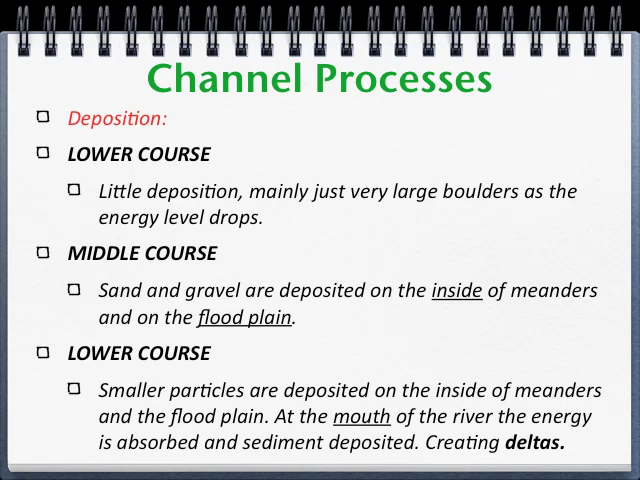 Channel Processes
Deposition:
LOWER COURSE
Little deposition, mainly just very large boulders as the
energy level drops.
MIDDLE COURSE
Sand and gravel are deposited on the inside of meanders
and on the flood plain.
LOWER COURSE
Smaller particles are deposited on the inside of meanders
and the flood plain. At the mouth of the river the energy
is absorbed and sediment deposited. Creating deltas.